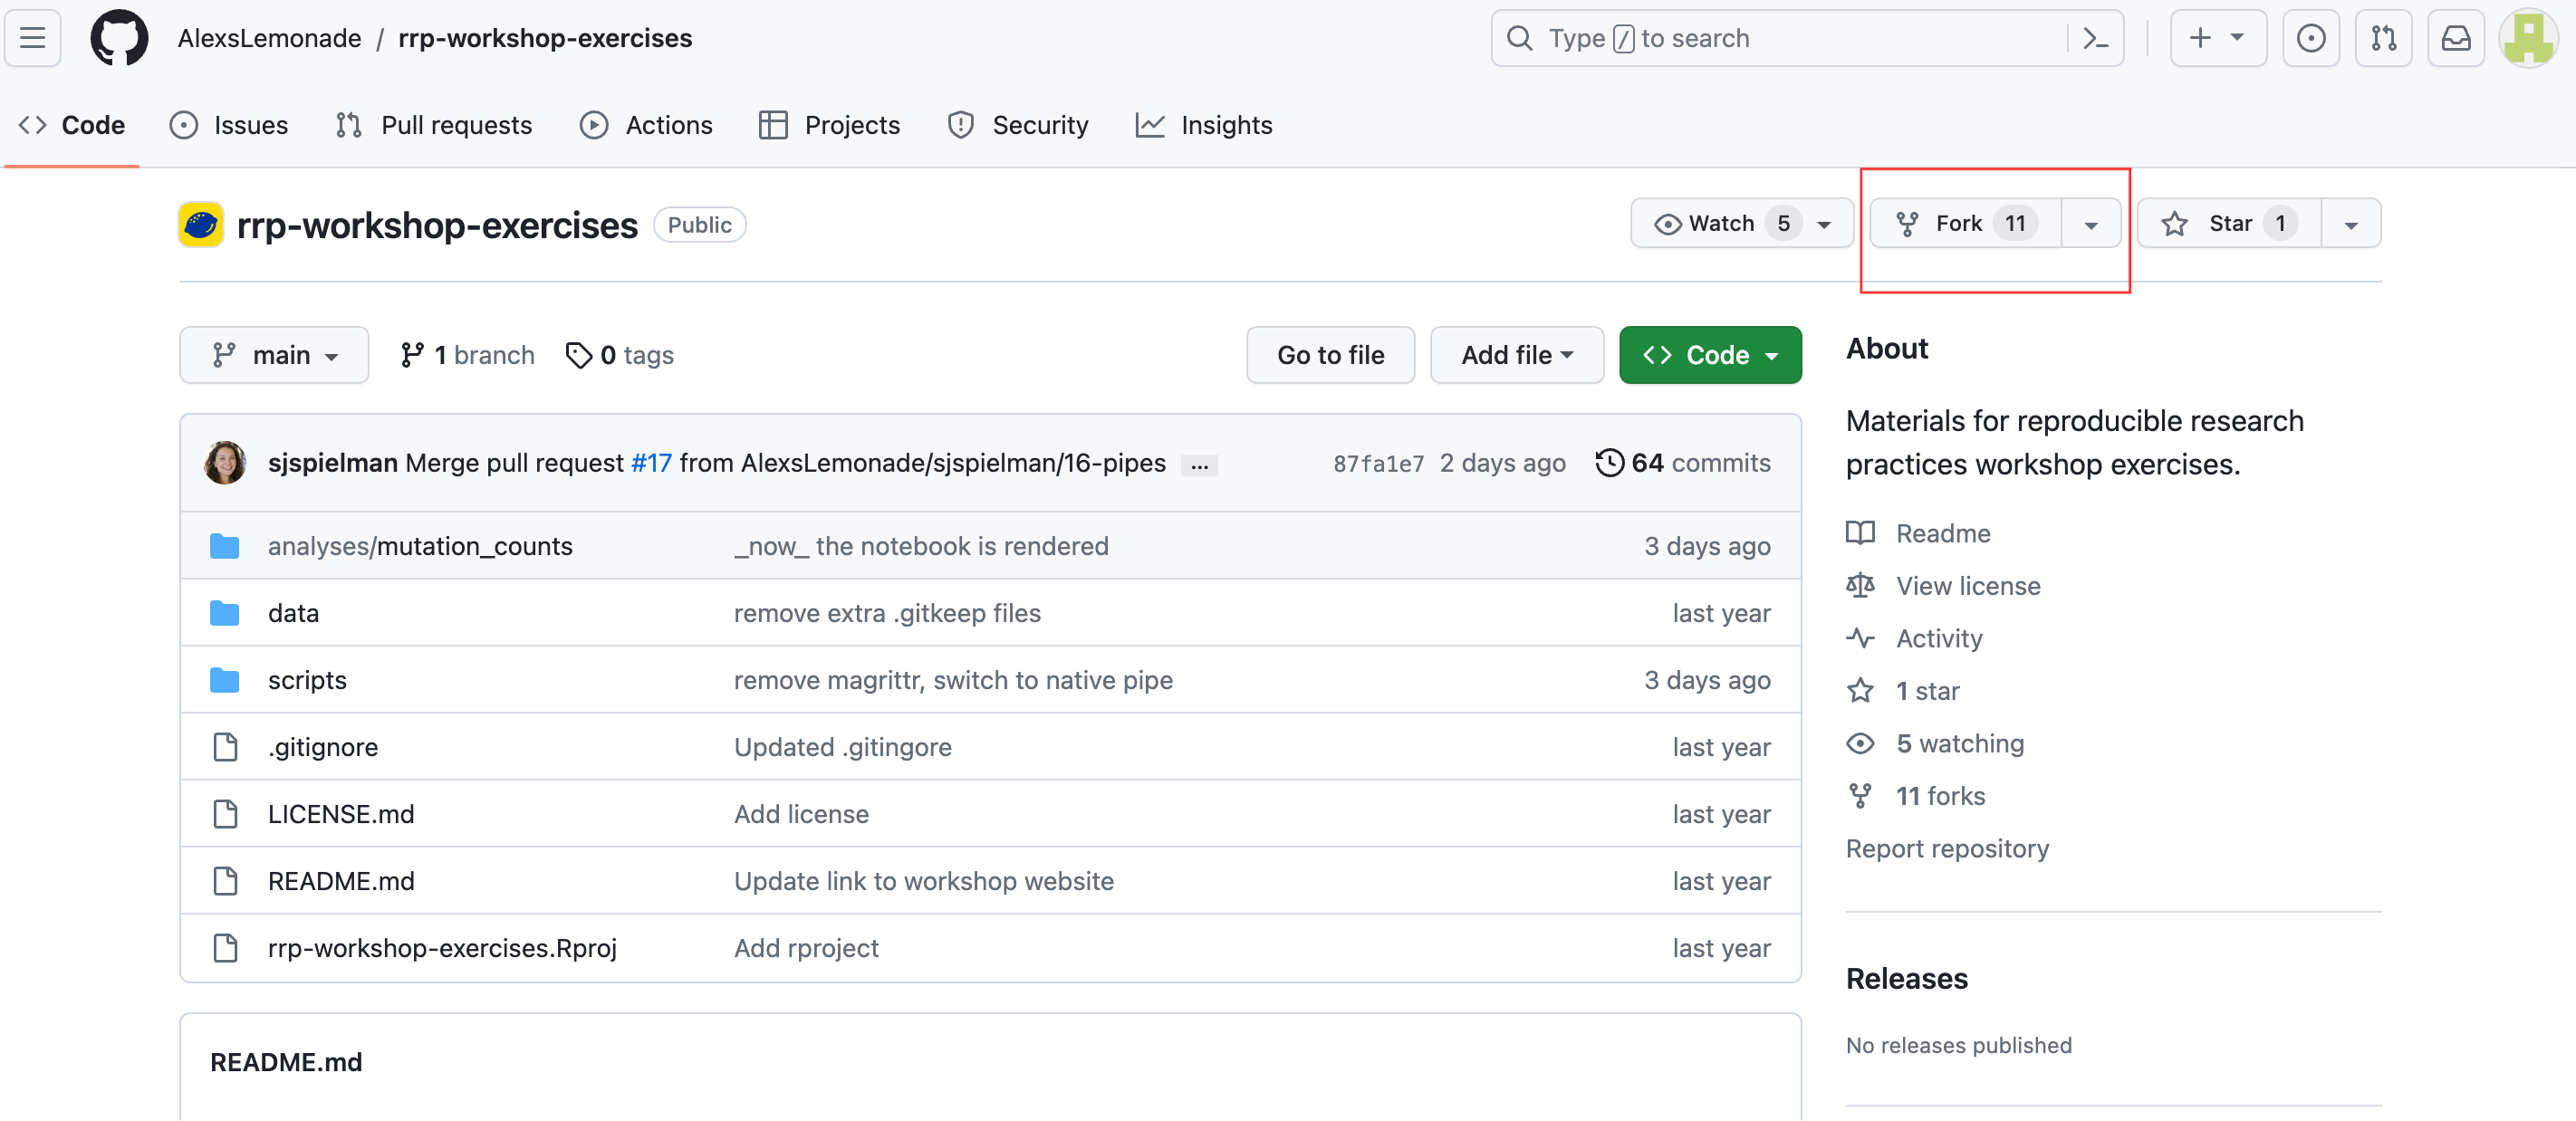 AlexsLemonade / rrp-workshop-exercises
Type / to search
Code Issues Pull requests Actions Projects Security Insights
rrp-workshop-exercises Public
Watch 5 Fork 11 Star 1
main 1 branch 0 tags Go to file Add file Code
sjspielman Merge pull request #17 from AlexsLemonade/sjspielman/16-pipes ... 87fa1e7 2 days ago 64 commits
analyses/mutation_counts _now_ the notebook is rendered 3 days ago
data remove extra .gitkeep files last year
scripts remove magrittr, switch to native pipe 3 days ago
.gitignore Updated .gitingore last year
LICENSE.md Add license last year
README.md Update link to workshop website last year
rrp-workshop-exercises.Rproj Add rproject last year
README.md
About
Materials for reproducible research
practices workshop exercises.
Readme
View license
Activity
1 star
5 watching
11 forks
Report repository
Releases
No releases published